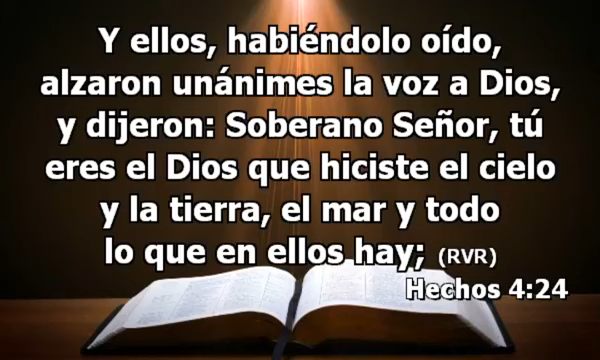 Y ellos, habiéndolo oído,
alzaron unánimes la voz a Dios,
y dijeron: Soberano Señor, tú
eres el Dios que hiciste el cielo
y la tierra, el mar y todo
lo que en ellos hay; (RVR)
Hechos 4:24